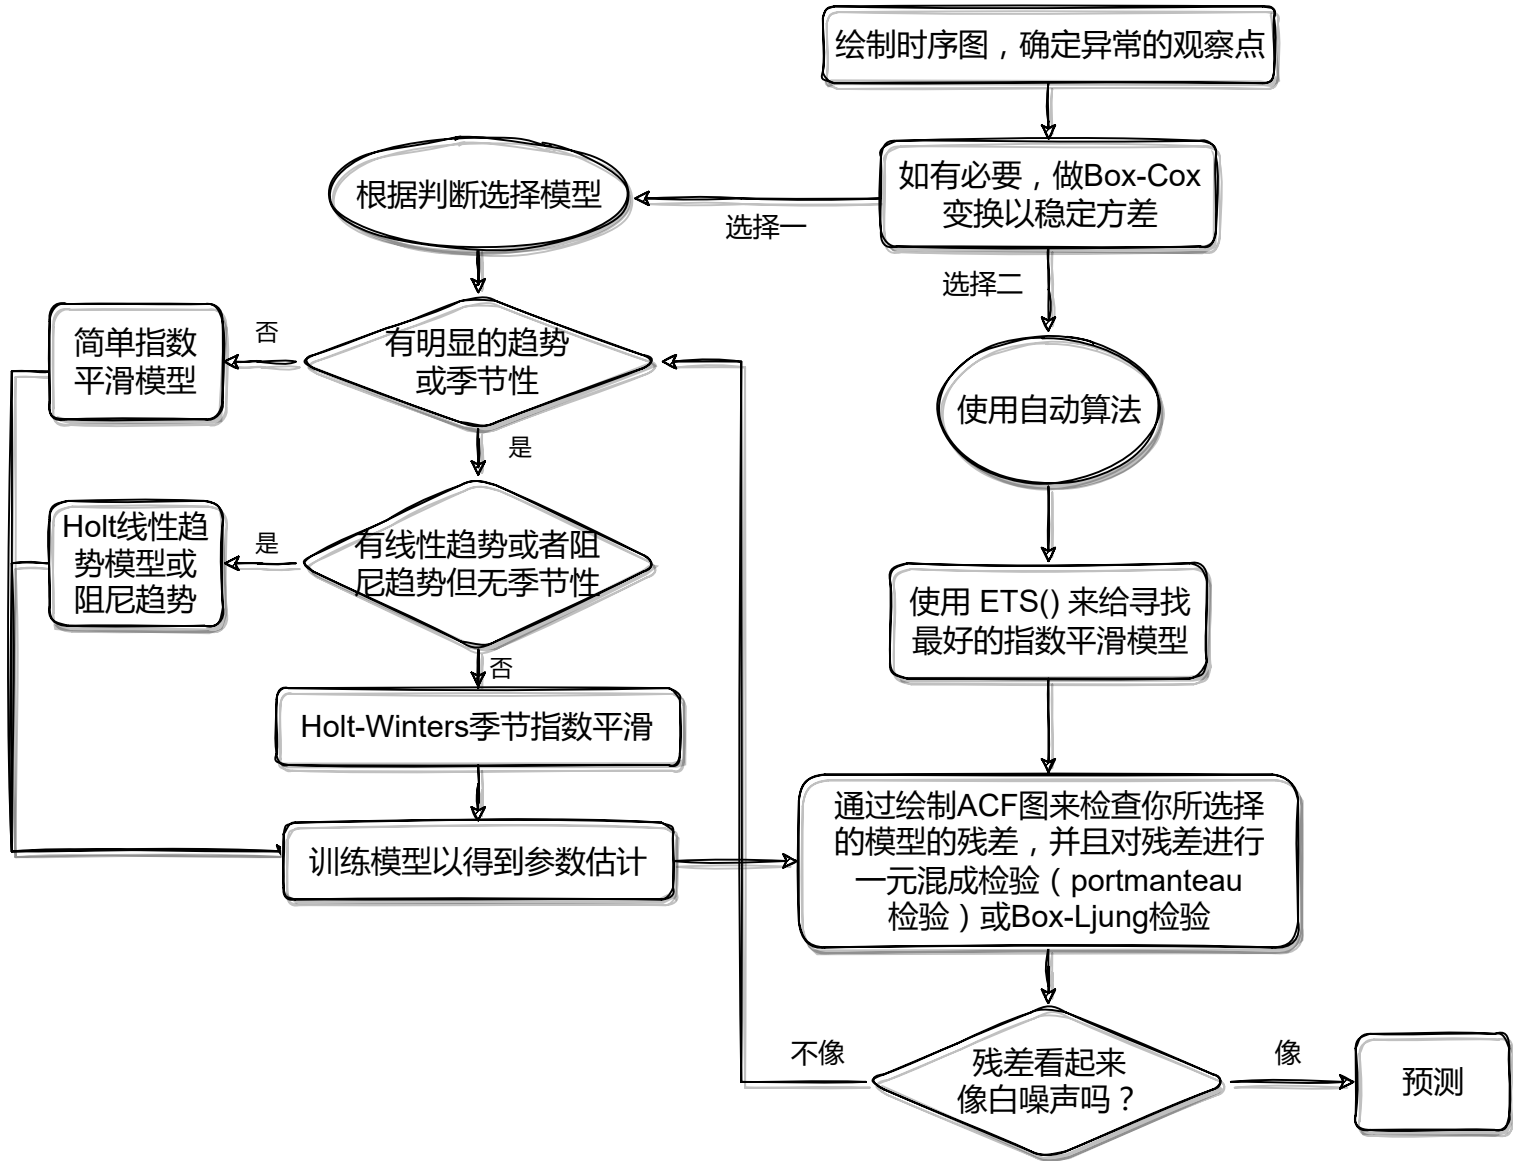 绘制时序图，确定异常的观察点
如有必要，做Box-Cox
变换以稳定方差
选择一
选择二
根据判断选择模型
有明显的趋势
或季节性
否
简单指数
平滑模型
是
有线性趋势或者阻
尼趋势但无季节性
是
Holt线性趋
势模型或
阻尼趋势
否
Holt-Winters季节指数平滑
训练模型以得到参数估计
使用自动算法
使用 ETS() 来给寻找
最好的指数平滑模型
通过绘制ACF图来检查你所选择
的模型的残差，并且对残差进行
一元混成检验（portmanteau
检验）或Box-Ljung检验
残差看起来
像白噪声吗？
不像
像
预测